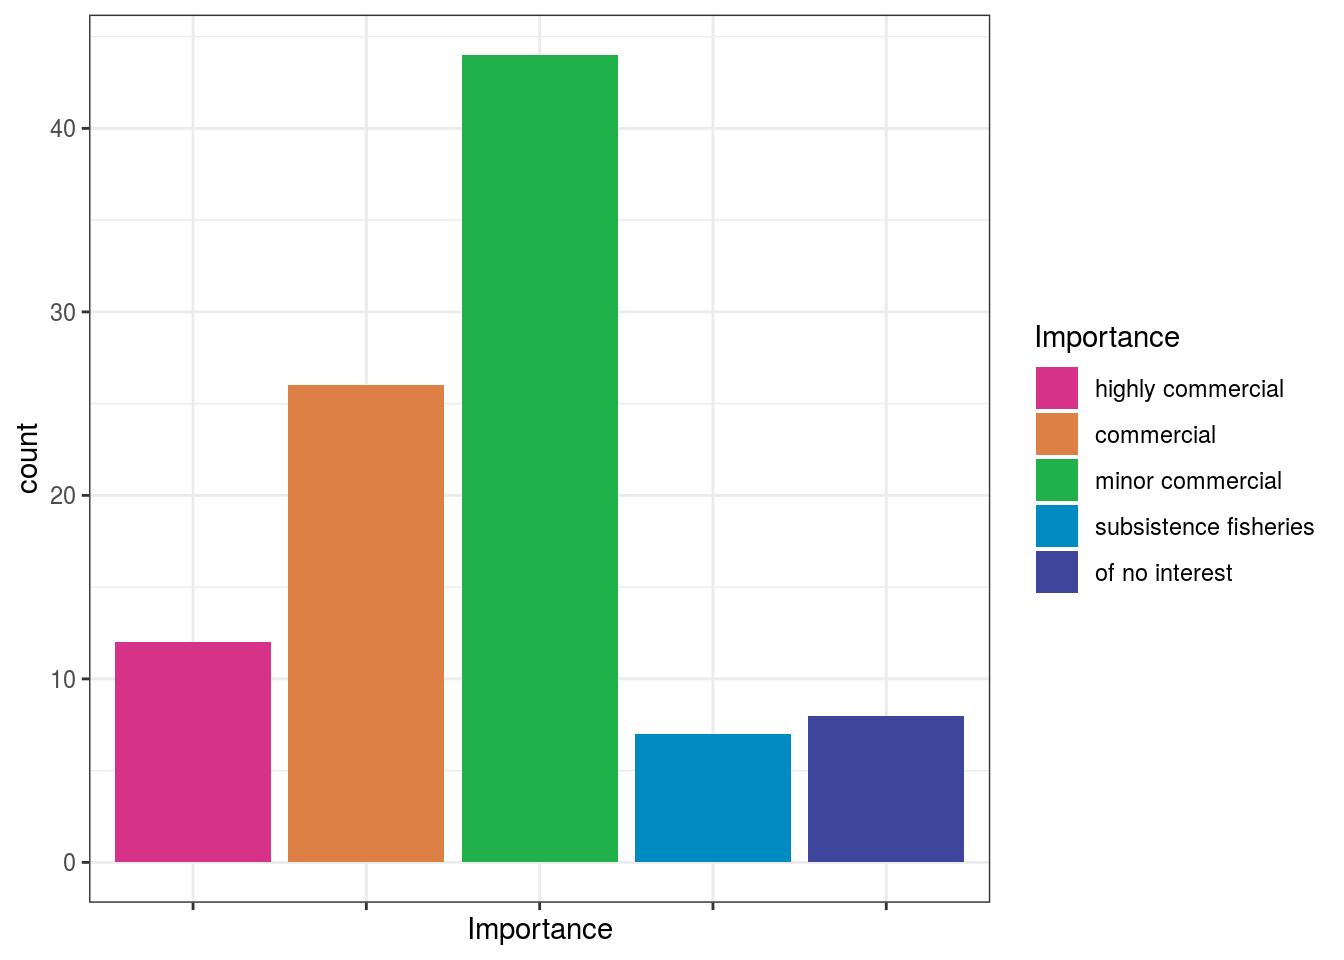 40
30
20
10
0
count
Importance
Importance
highly commercial
commercial
minor commercial
subsistence fisheries
of no interest